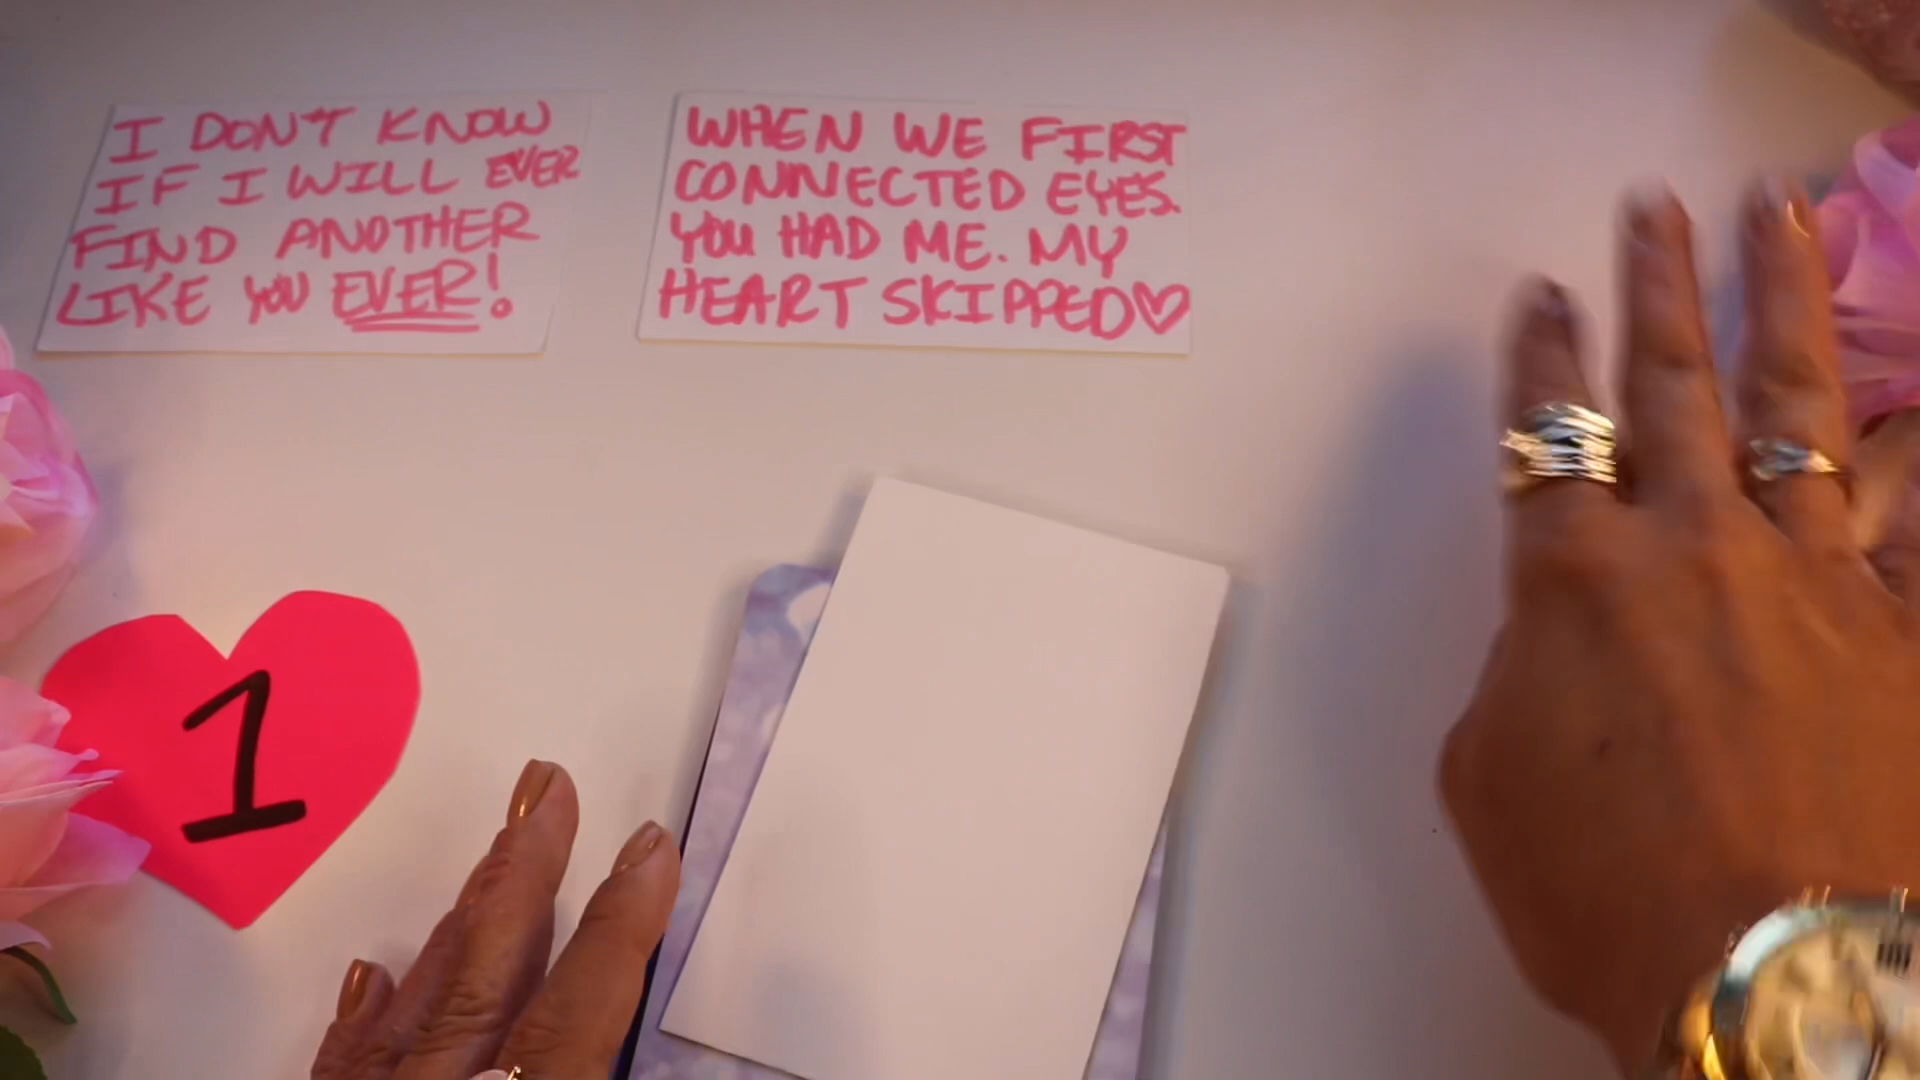 I DON'T KNOW
IF I WILL EVER
FIND ANOTHER
LIKE YOU EVER!
WHEN WE FIRST
CONNECTED EYES.
YOU HAD ME. MY
HEART SKIPPED♡
1